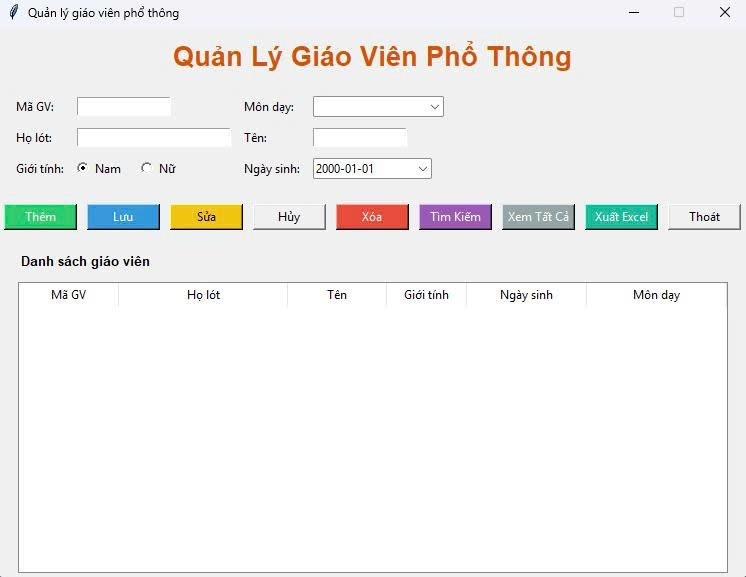 Quản lý giáo viên phổ thông
Quản Lý Giáo Viên Phổ Thông
Mã GV: Môn dạy:
Họ lót: Tên:
Giới tính: Nam Nữ Ngày sinh: 2000-01-01
Thêm Lưu Sửa Hủy Xóa Tìm Kiếm Xem Tất Cả Xuất Excel Thoát
Danh sách giáo viên
Mã GV Họ lót Tên Giới tính Ngày sinh Môn dạy